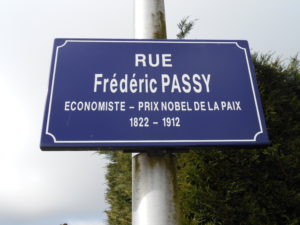 RUE
Frédéric PASSY
ECONOMISTE - PRIX NOBEL DE LA PAIX
1822 - 1912